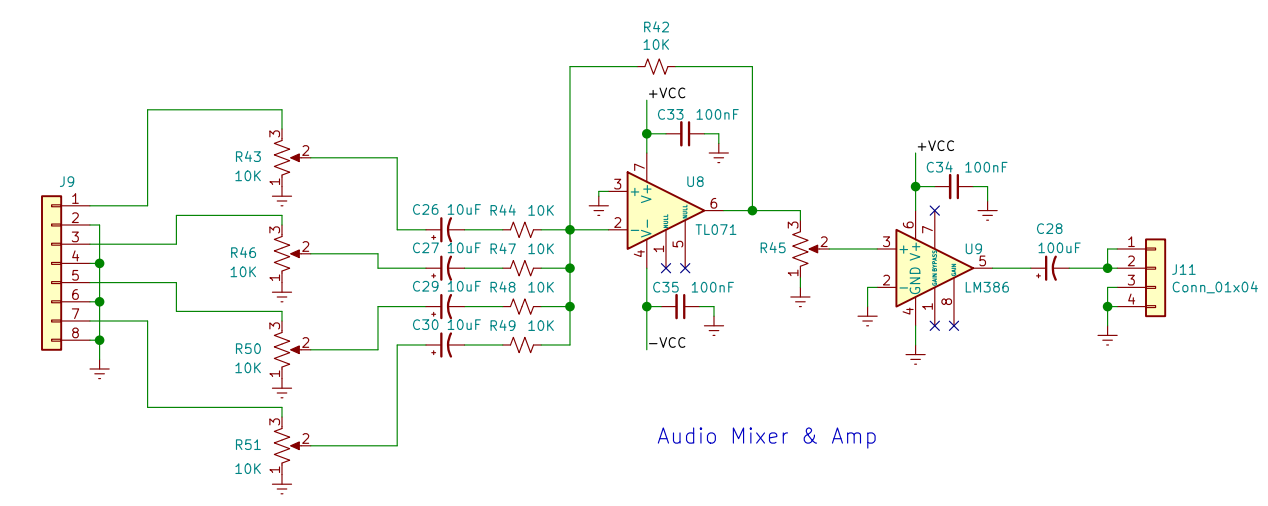 R42
10K
+VCC
C33 100nF
3
R43
10K
2
1
7
V+
3
+
2
-
V-
4
U8
6
TL071
NULL
1
NULL
5
+VCC
C34 100nF
J9
1
2
3
4
5
6
7
8
3
R46
10K
2
1
C26 10uF
R44 10K
C27 10uF
R47 10K
C29 10uF
R48 10K
C30 10uF
R49 10K
C35 100nF
-VCC
3
R45
2
1
6
7
V+
3
+
2
-
GND
4
BYPASS
GAIN
1
GAIN
8
U9
5
LM386
C28
100uF
1
2
3
4
J11
Conn_01x04
3
R50
10K
2
1
3
R51
10K
2
1
Audio Mixer & Amp